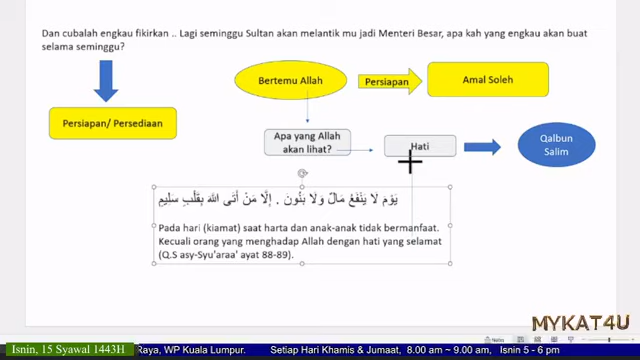 Dan cubalah engkau fikirkan .. Lagi seminggu Sultan akan melantik mu jadi Menteri Besar, apa kah yang engkau akan buat
selama seminggu?
Bertemu Allah
Persiapan
Amal Soleh
Persiapan/ Persediaan
Apa yang Allah
akan lihat?
Hati
Qalbun
Salim
يَوْمَ لَا يَنْفَعُ مَالٌ وَلَا بَنُونَ . إِلَّا مَنْ أَتَى اللهَ بِقَلْبٍ سَلِيمٍ
Pada hari (kiamat) saat harta dan anak-anak tidak bermanfaat.
Kecuali orang yang menghadap Allah dengan hati yang selamat
(Q.S asy-Syu'araa' ayat 88-89).
MYKAT4U
Isnin, 15 Syawal 1443H
Raya, WP Kuala Lumpur. Setiap Hari Khamis & Jumaat, 8.00 am ~ 9.00 am, Isnin 5 - 6 pm